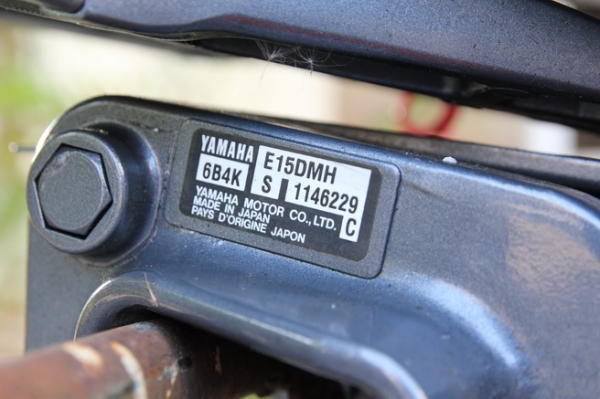 YAMAHA E15DMH
6B4K S 1146229
YAMAHA MOTOR CO.,LTD. C
MADE IN JAPAN
PAYS D'ORIGINE JAPON